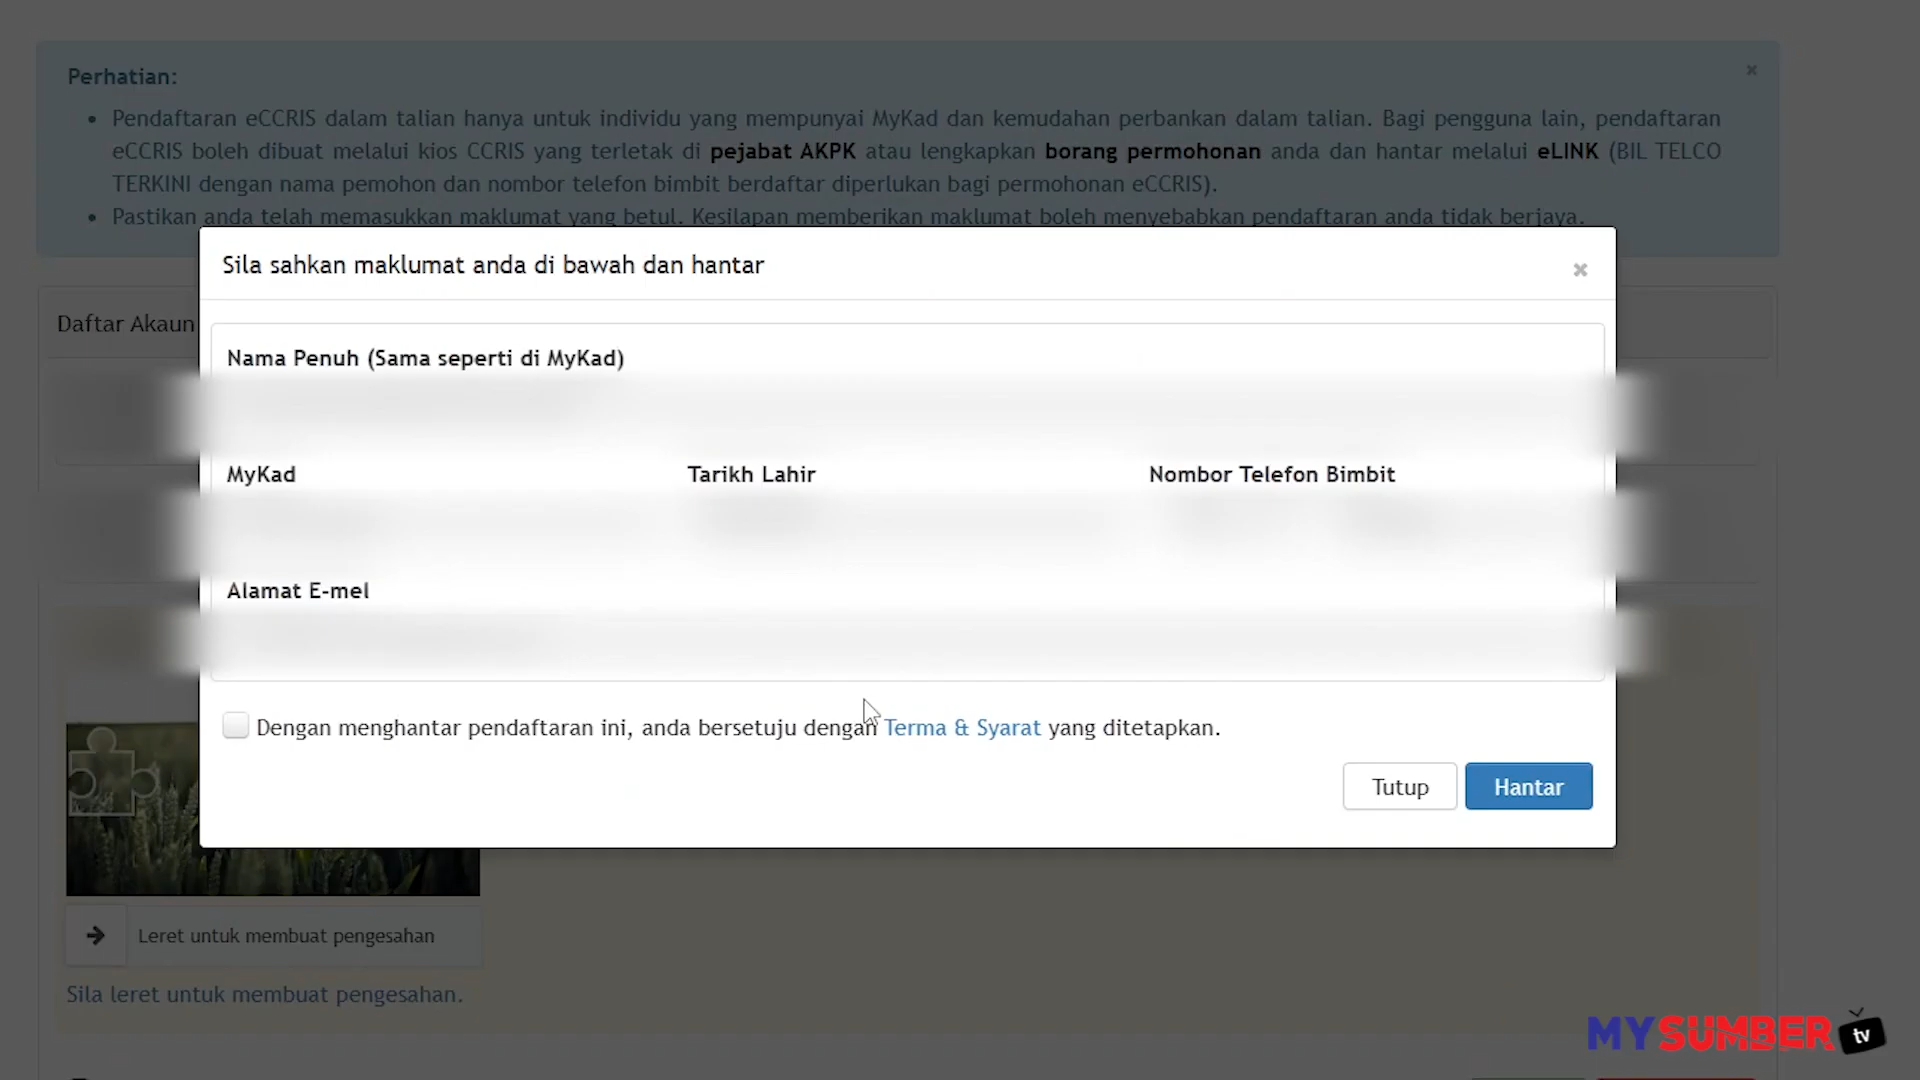 Perhatian:
Pendaftaran eCCRIS dalam talian hanya untuk individu yang mempunyai MyKad dan kemudahan perbankan dalam talian. Bagi pengguna lain, pendaftaran
eCCRIS boleh dibuat melalui kios CCRIS yang terletak di pejabat AKPK atau lengkapkan borang permohonan anda dan hantar melalui eLINK (BIL TELCO
TERKINI dengan nama pemohon dan nombor telefon bimbit berdaftar diperlukan bagi permohonan eCCRIS).
Pastikan anda telah memasukkan maklumat yang betul. Kesilapan memberikan maklumat boleh menyebabkan pendaftaran anda tidak berjaya.
Sila sahkan maklumat anda di bawah dan hantar
Daftar Akaun
Nama Penuh (Sama seperti di MyKad)
MyKad
Tarikh Lahir
Nombor Telefon Bimbit
Alamat E-mel
Dengan menghantar pendaftaran ini, anda bersetuju dengan Terma & Syarat yang ditetapkan.
Tutup
Hantar
Leret untuk membuat pengesahan
Sila leret untuk membuat pengesahan.
MYSUMBER tv